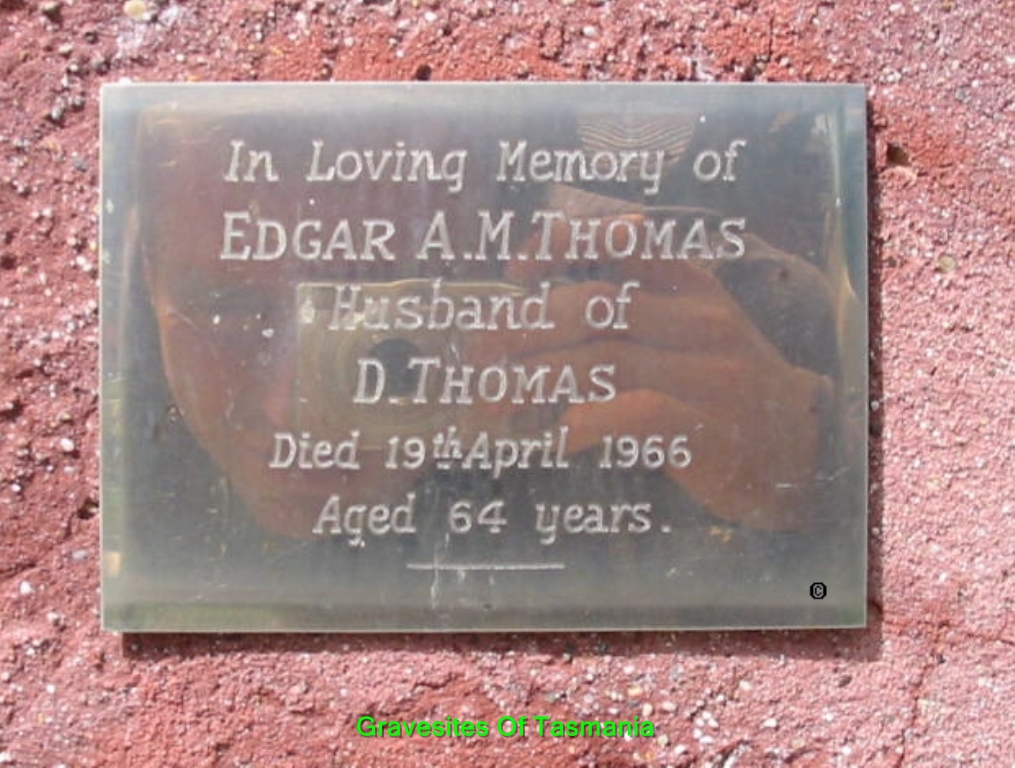 In Loving Memory of
EDGAR A.M. THOMAS
Husband of
D. THOMAS
Died 19th April 1966
Aged 64 years.
©
Gravesites Of Tasmania